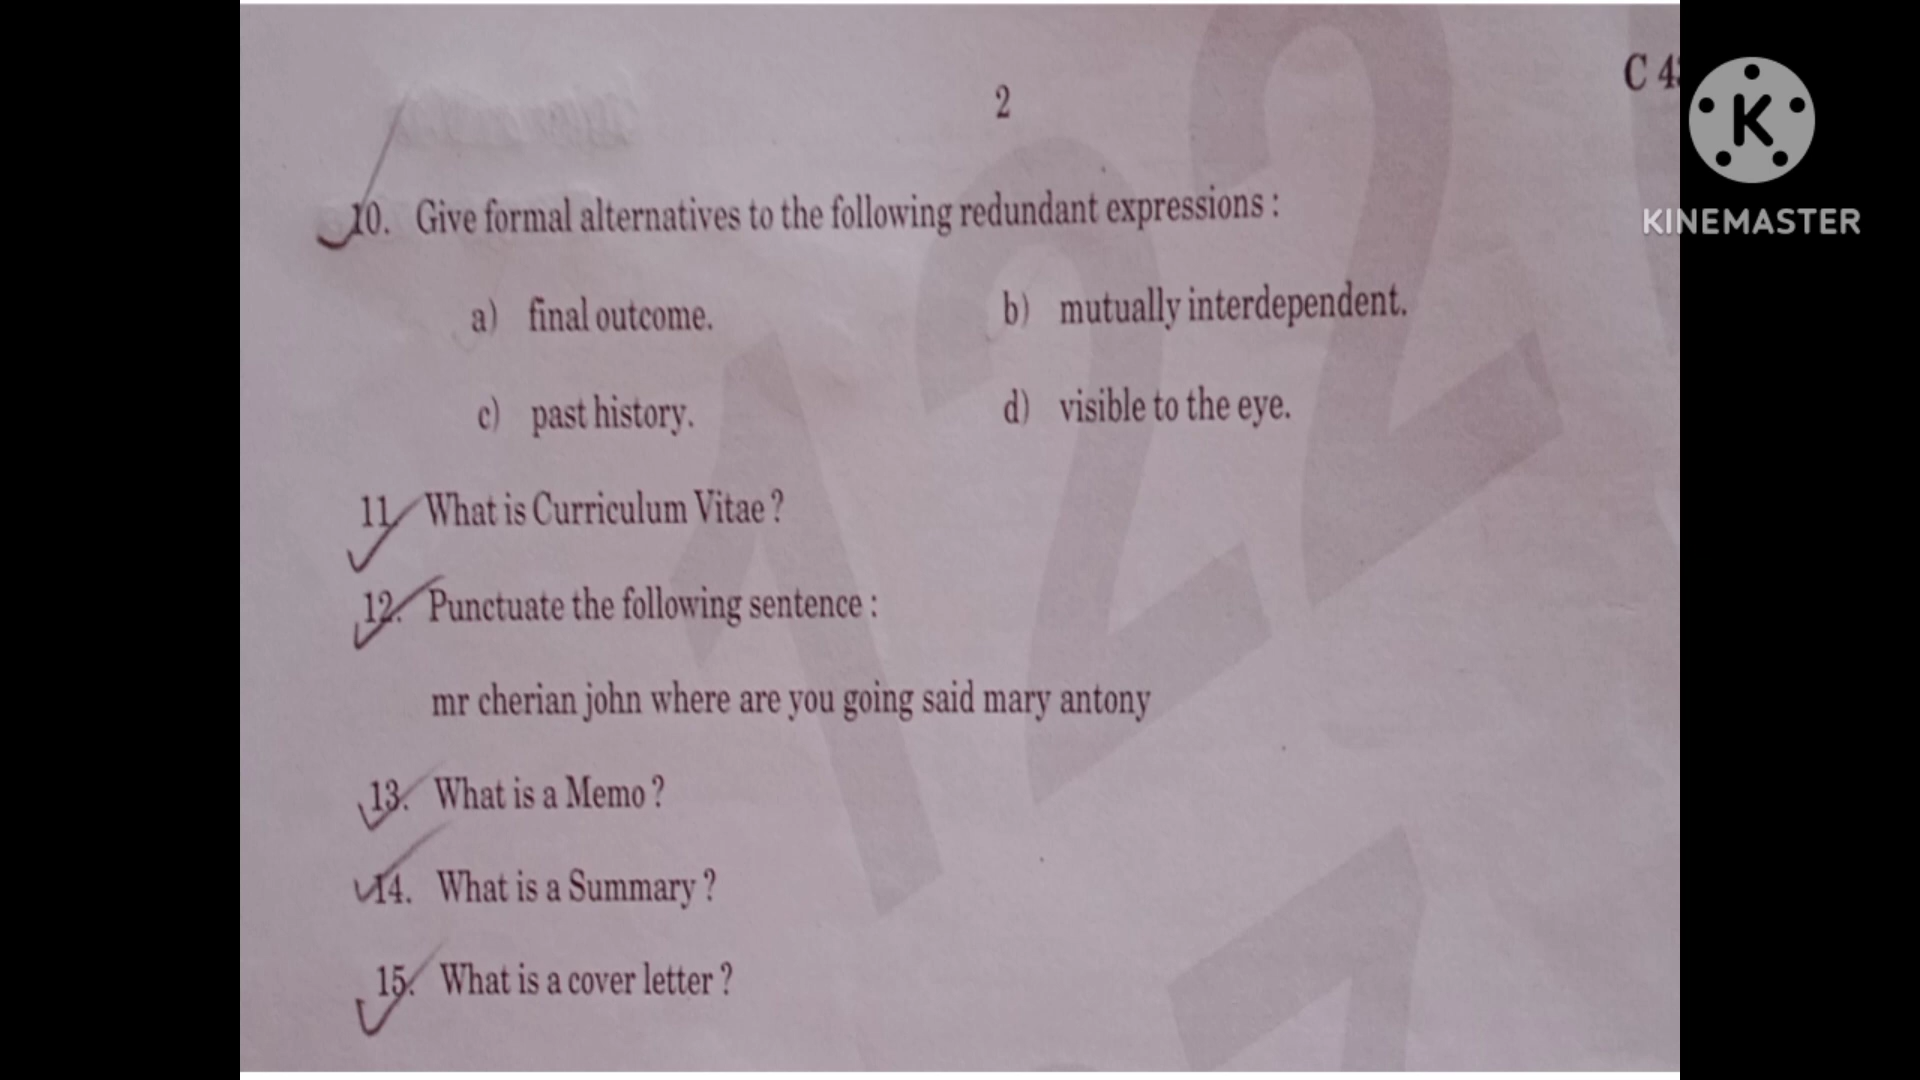 2
C 4
K
KINEMASTER
10. Give formal alternatives to the following redundant expressions :
a) final outcome. b) mutually interdependent.
c) past history. d) visible to the eye.
11. What is Curriculum Vitae ?
12. Punctuate the following sentence :
mr cherian john where are you going said mary antony
13. What is a Memo ?
14. What is a Summary ?
15. What is a cover letter ?